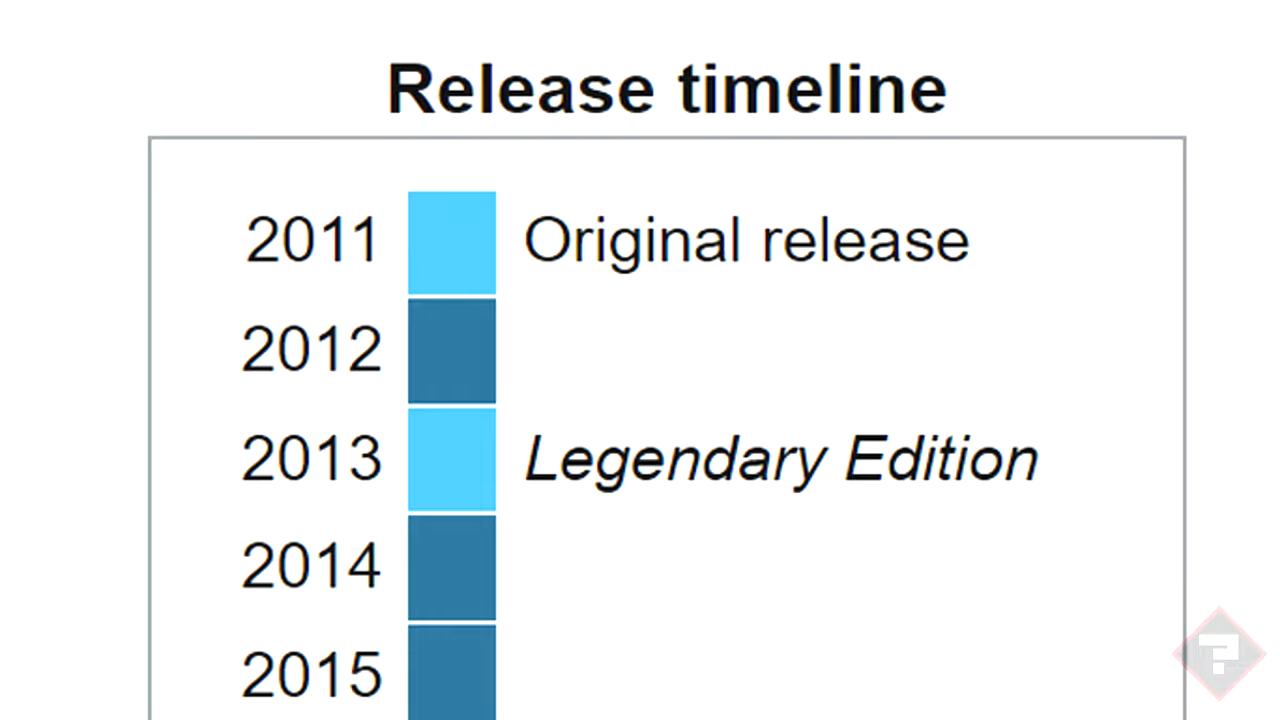 Release timeline
2011 Original release
2012
2013 Legendary Edition
2014
2015